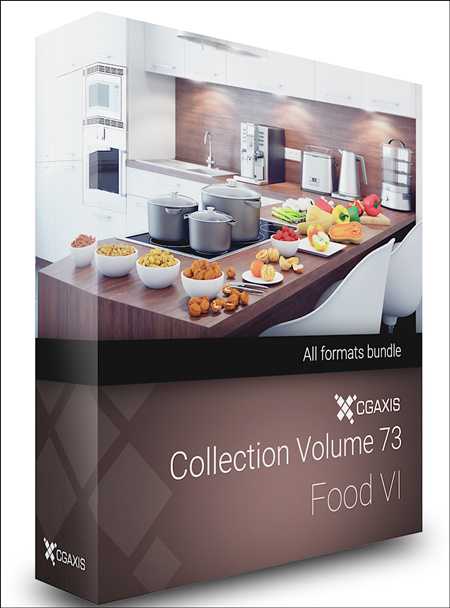 All formats bundle
CGAXIS
Collection Volume 73
Food VI
CGAXIS